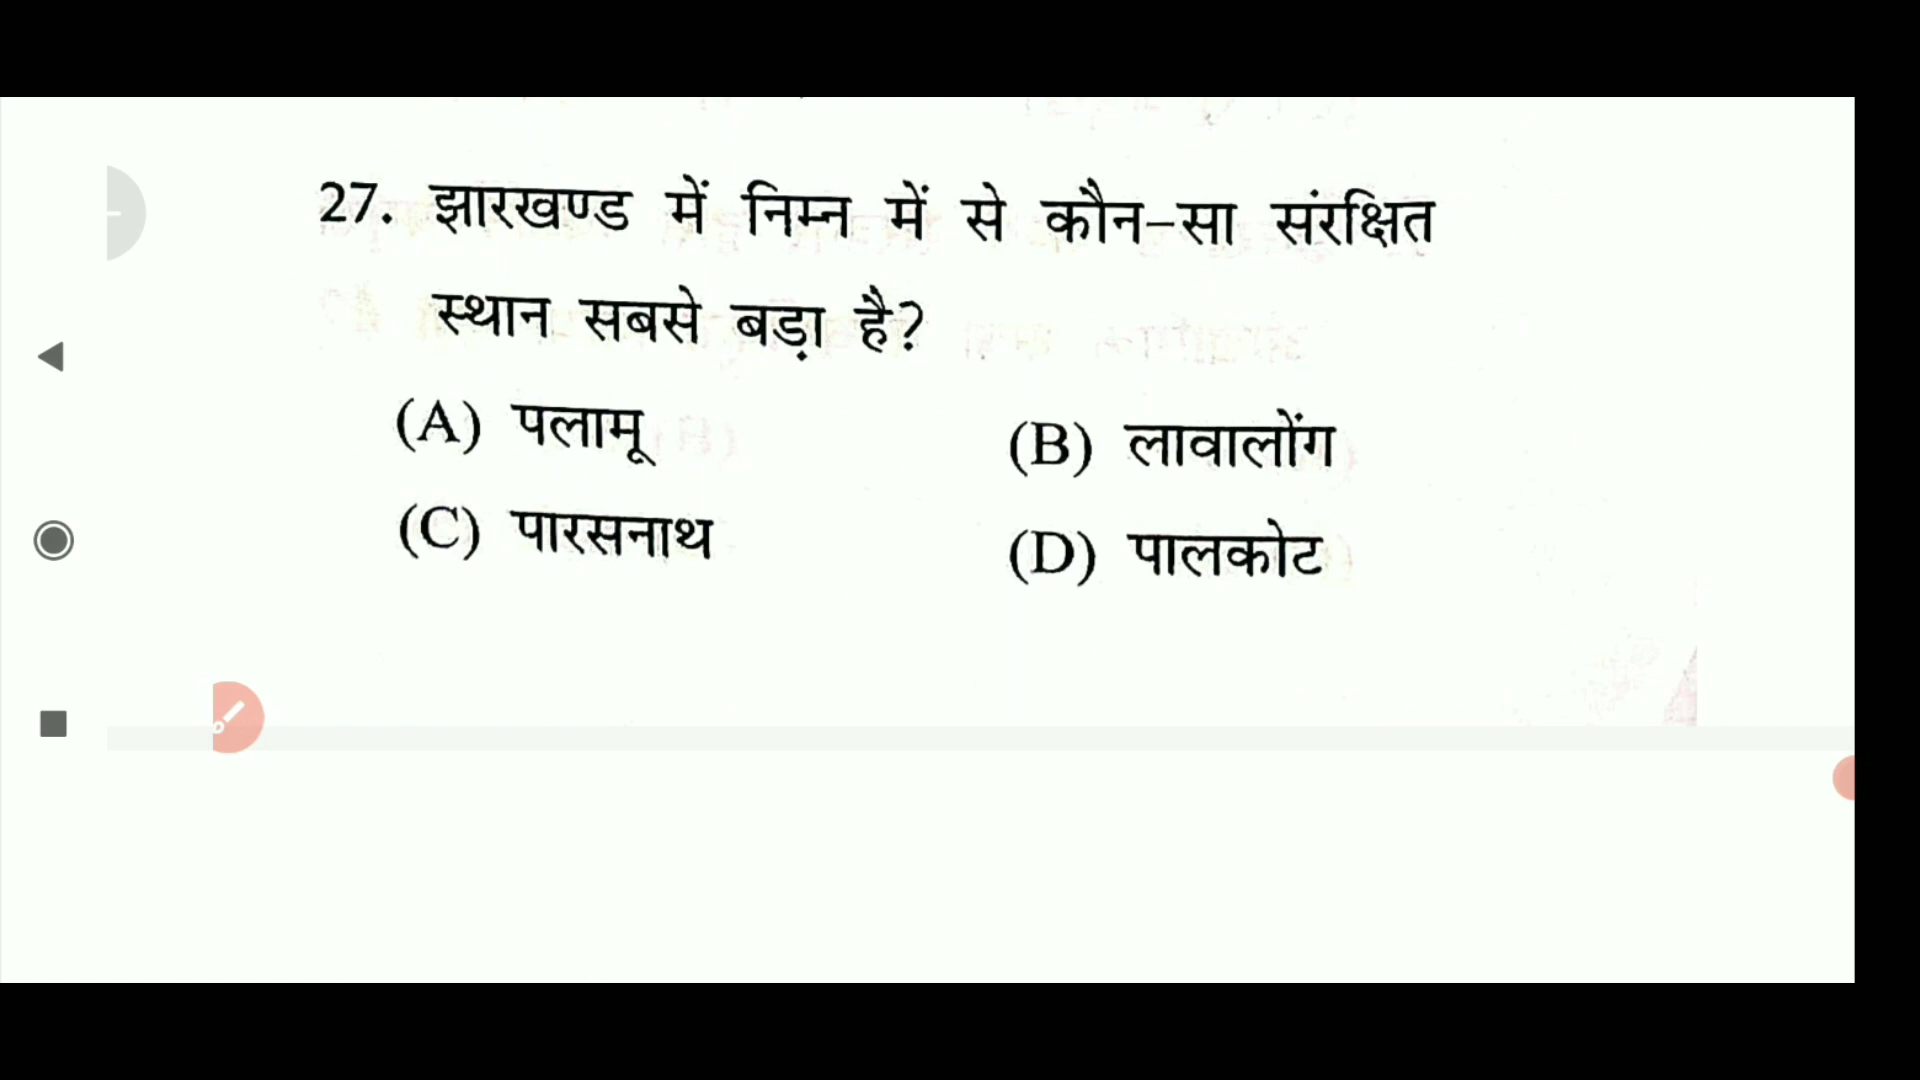 27. झारखण्ड में निम्न में से कौन-सा संरक्षित
स्थान सबसे बड़ा है?
(A) पलामू (B) लावालोंग
(C) पारसनाथ (D) पालकोट